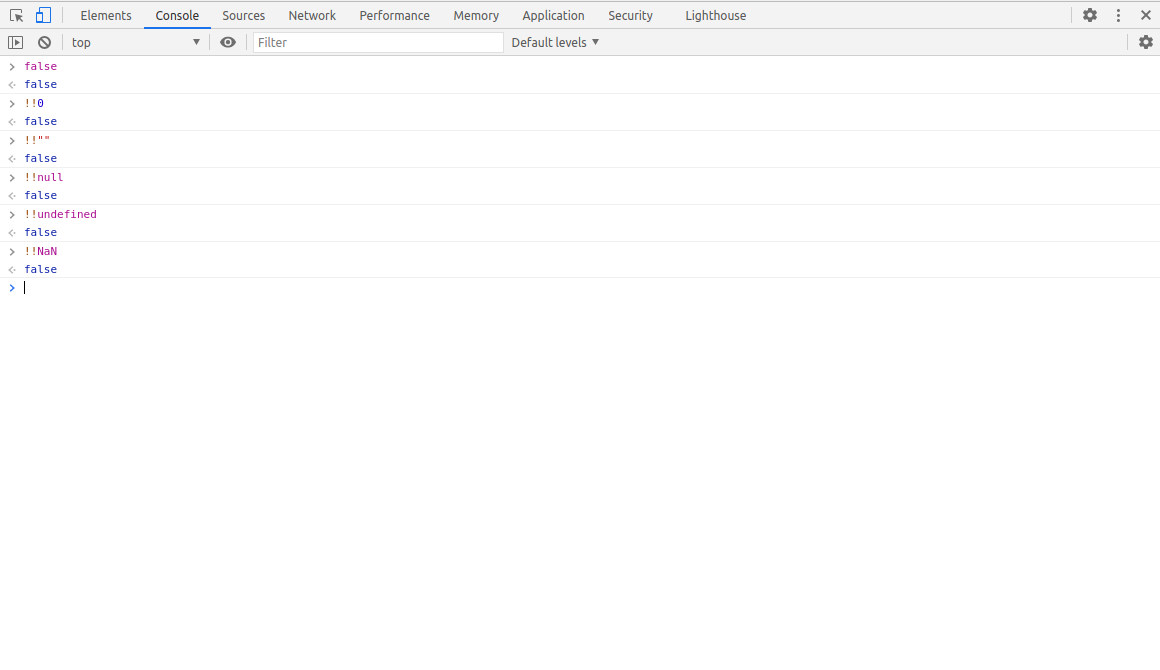 Elements Console Sources Network Performance Memory Application Security Lighthouse
top Filter Default levels
false
false
!!0
false
!!""
false
!!null
false
!!undefined
false
!!NaN
false